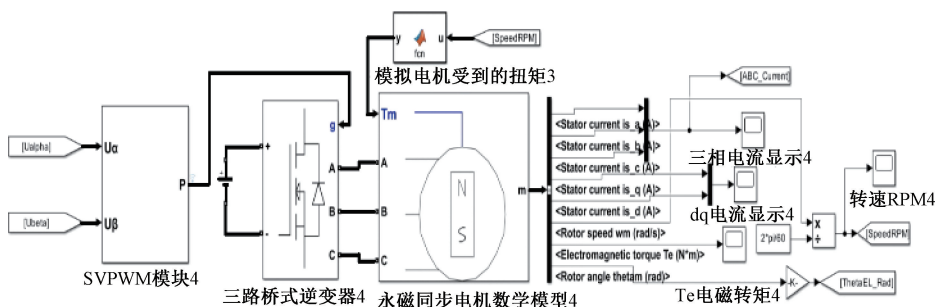 [SpeedRPM]
y
u
fcn
模拟电机受到的扭矩3
[ABC_Current]
g
Tm
[Ualpha]
Uα
P
[Ubeta]
Uβ
SVPWM模块4
+
-
A
B
C
三路桥式逆变器4
A
B
C
N
S
m
永磁同步电机数学模型4
<Stator current is_a (A)>
<Stator current is_b (A)>
<Stator current is_c (A)>
<Stator current is_q (A)>
<Stator current is_d (A)>
<Rotor speed wm (rad/s)>
<Electromagnetic torque Te (N*m)>
<Rotor angle thetam (rad)>
三相电流显示4
dq电流显示4
2*pi/60
×
÷
转速RPM4
[SpeedRPM]
Te电磁转矩4
-K-
[ThetaEL_Rad]